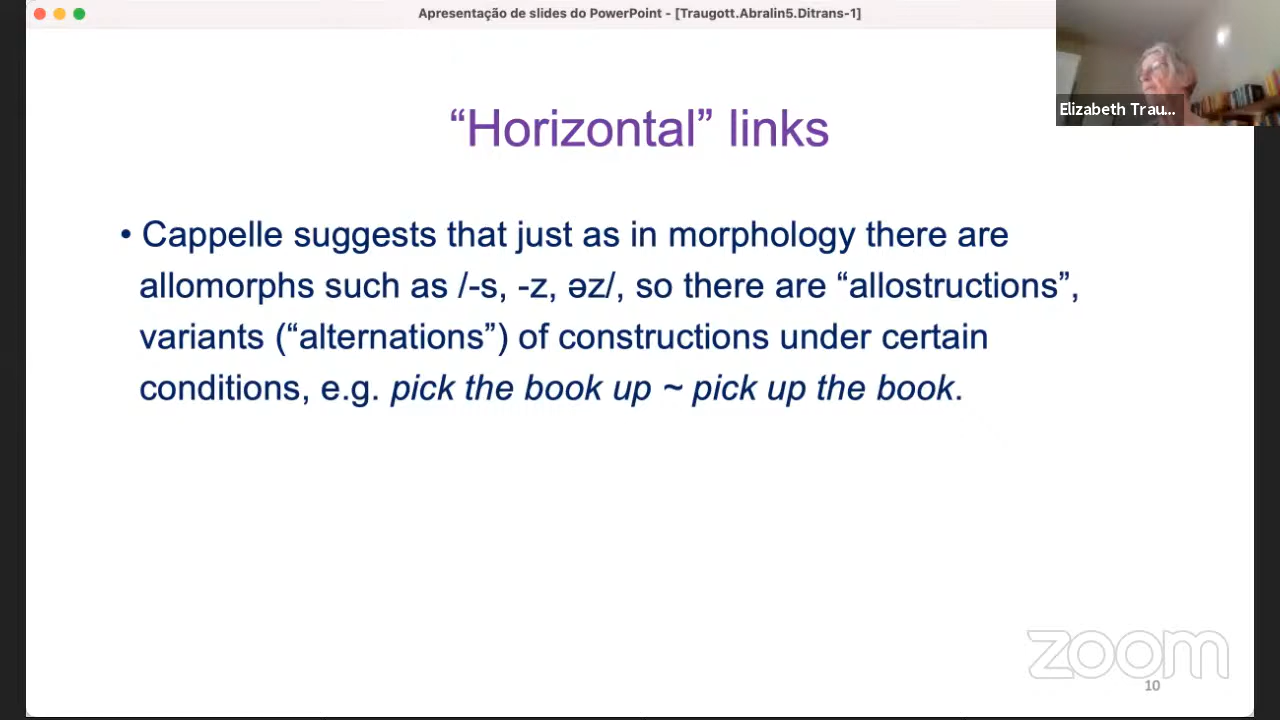 Apresentação de slides do PowerPoint - [Traugott.Abralin5.Ditrans-1]
Elizabeth Trau...
“Horizontal” links
• Cappelle suggests that just as in morphology there are
allomorphs such as /-s, -z, əz/, so there are “allostructions”,
variants (“alternations”) of constructions under certain
conditions, e.g. pick the book up ~ pick up the book.
zoom
10